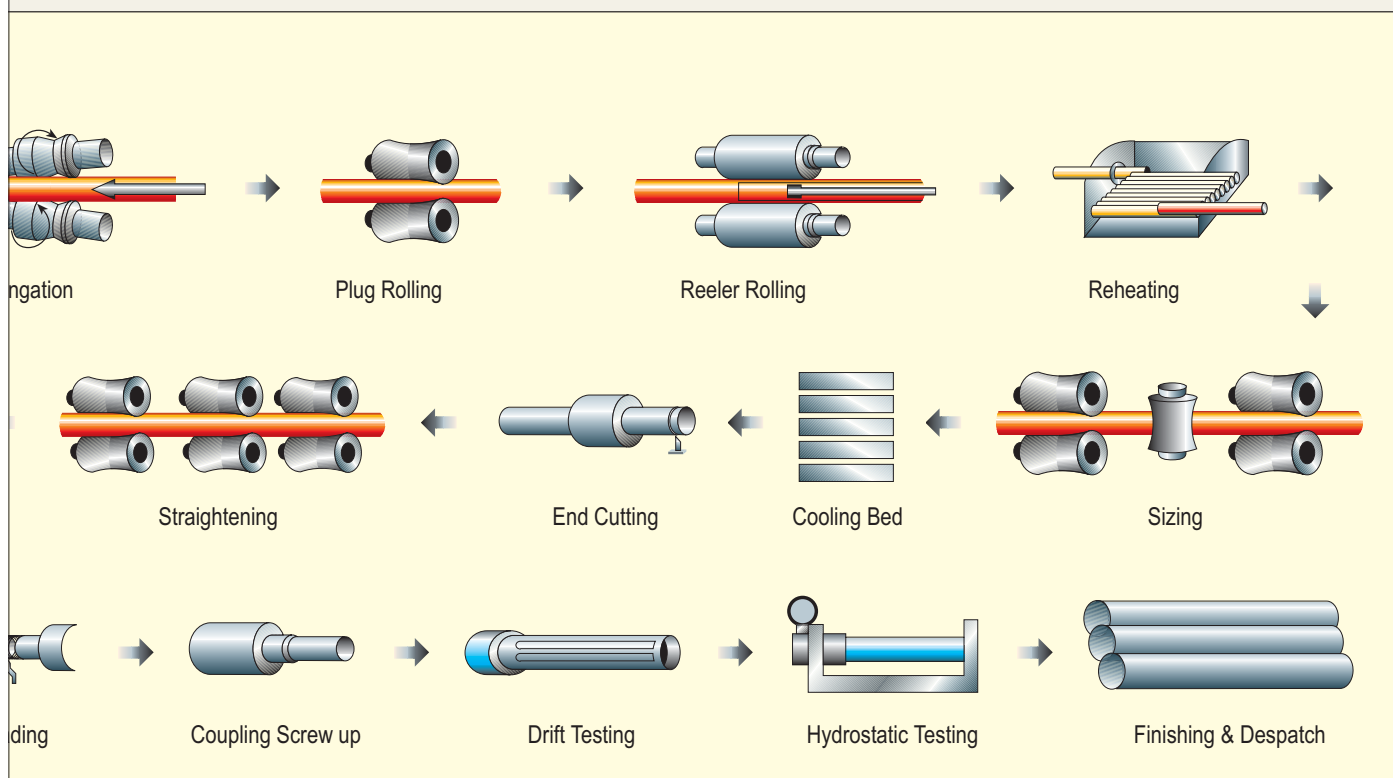 ngation
Plug Rolling
Reeler Rolling
Reheating
Straightening
End Cutting
Cooling Bed
Sizing
ding
Coupling Screw up
Drift Testing
Hydrostatic Testing
Finishing & Despatch